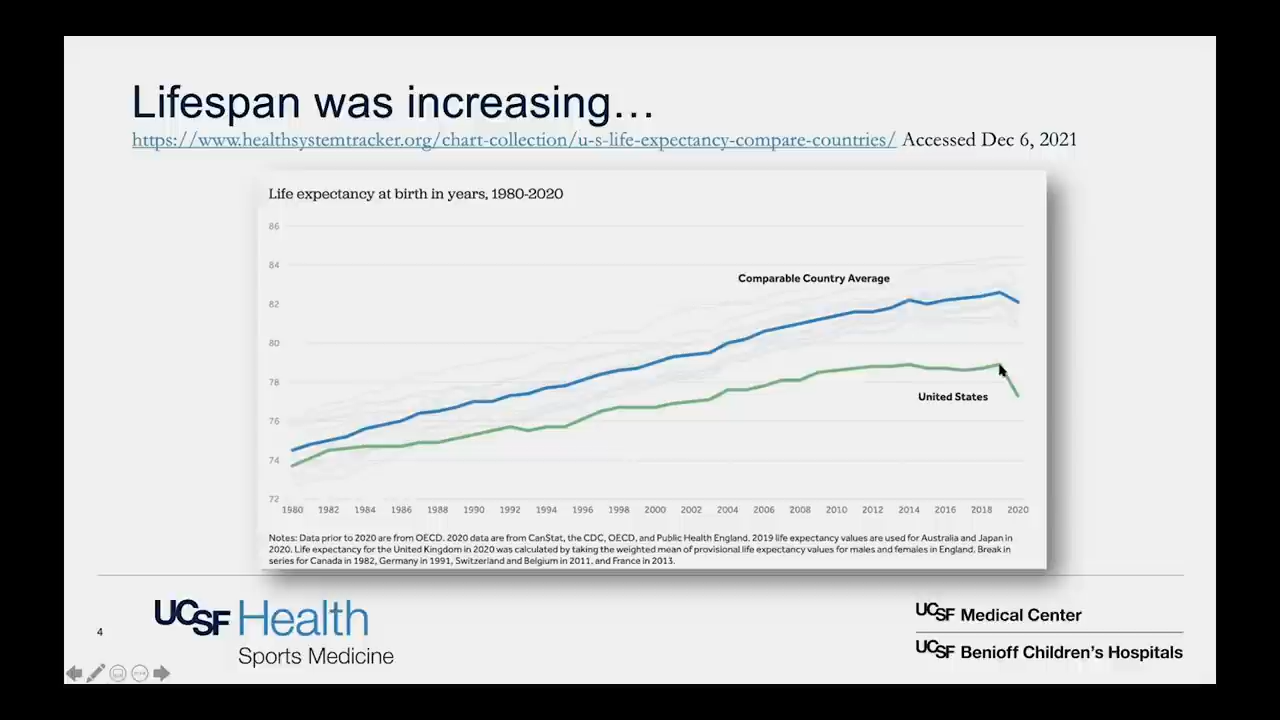 Lifespan was increasing…
https://www.healthsystemtracker.org/chart-collection/u-s-life-expectancy-compare-countries/ Accessed Dec 6, 2021
Life expectancy at birth in years, 1980-2020
86
84
Comparable Country Average
82
80
78
United States
76
74
72
1980 1982 1984 1986 1988 1990 1992 1994 1996 1998 2000 2002 2004 2006 2008 2010 2012 2014 2016 2018 2020
Notes: Data prior to 2020 are from OECD. 2020 data are from CanStat, the CDC, OECD, and Public Health England. 2019 life expectancy values are used for Australia and Japan in
2020. Life expectancy for the United Kingdom in 2020 was calculated by taking the weighted mean of provisional life expectancy values for males and females in England. Break in
series for Canada in 1982, Germany in 1991, Switzerland and Belgium in 2011, and France in 2013.
4
UCSF Health
Sports Medicine
UCSF Medical Center
UCSF Benioff Children's Hospitals